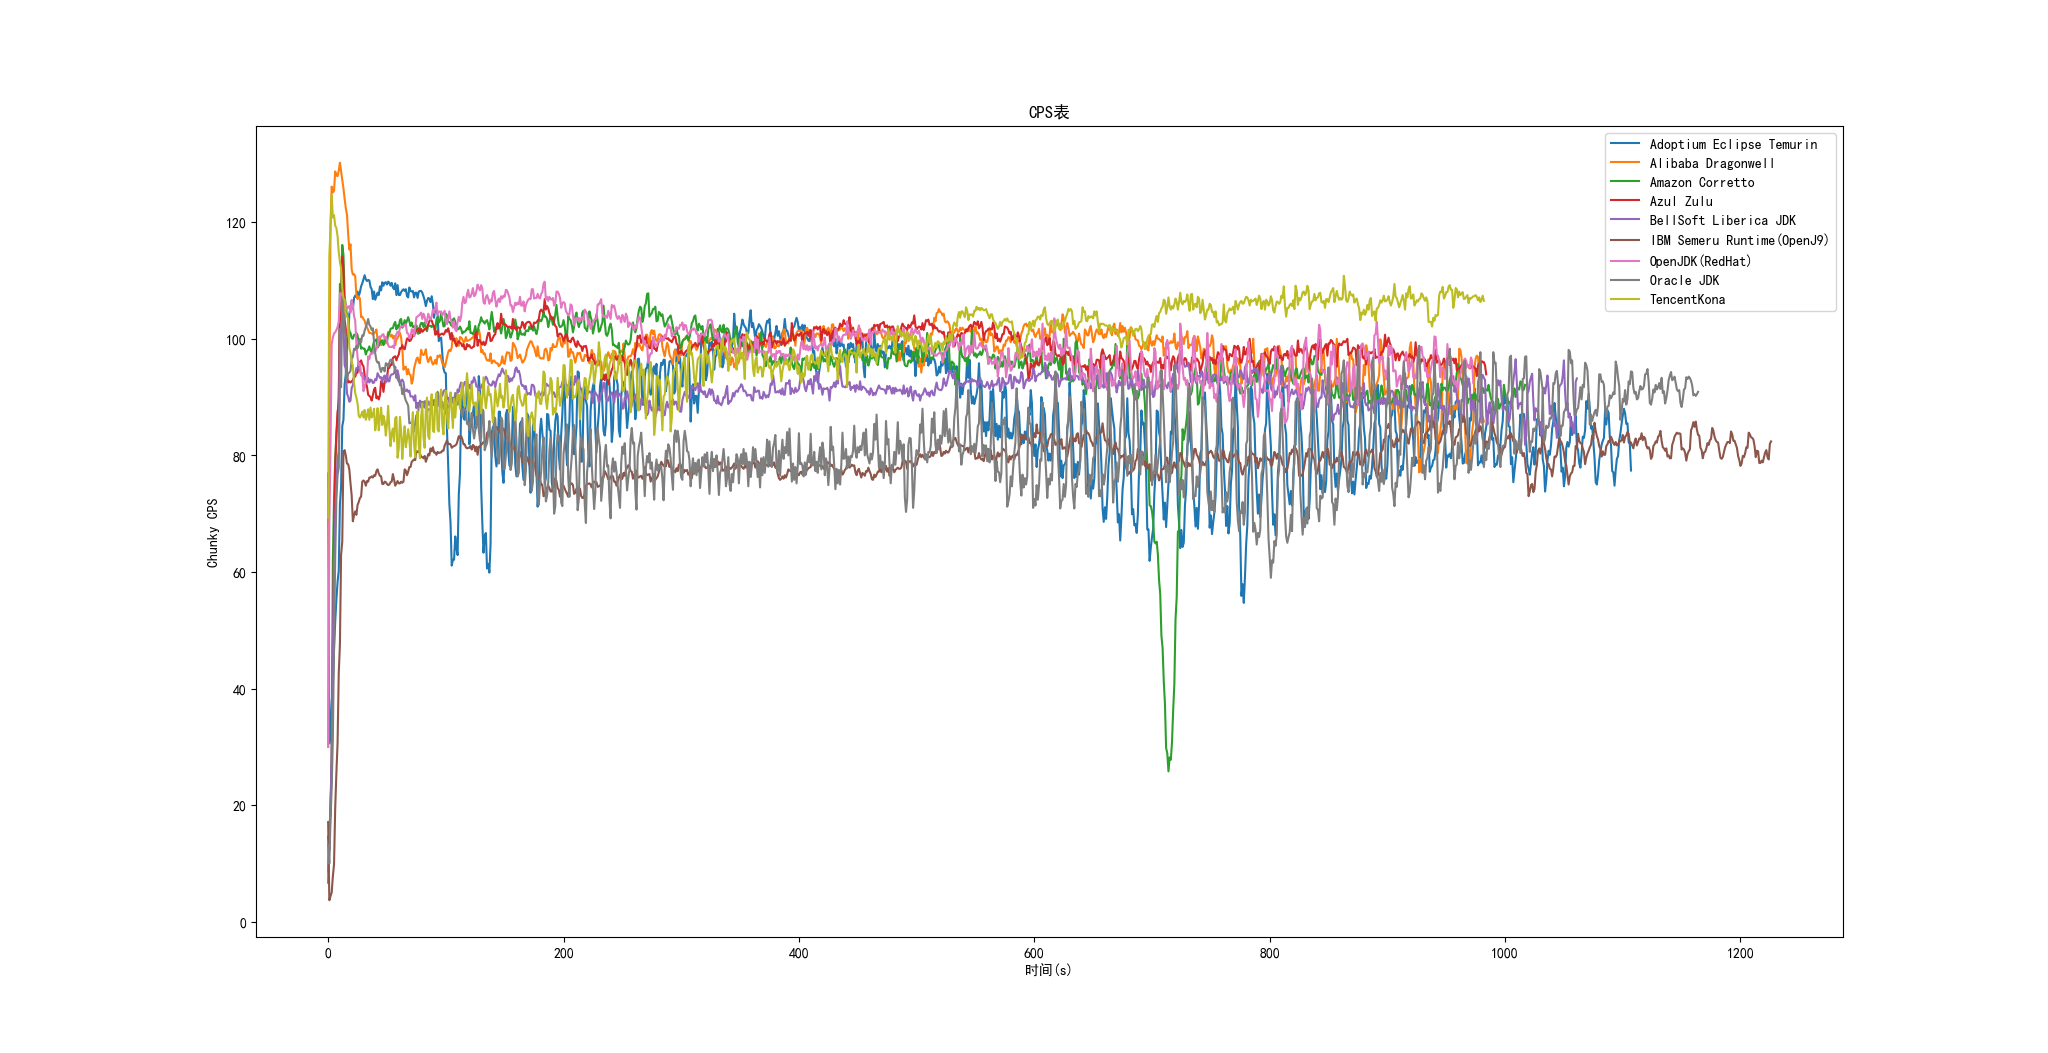 CPS表
Adoptium Eclipse Temurin
Alibaba Dragonwell
Amazon Corretto
Azul Zulu
BellSoft Liberica JDK
IBM Semeru Runtime(OpenJ9)
OpenJDK(RedHat)
Oracle JDK
TencentKona
120
100
80
60
40
20
0
Chunky CPS
0 200 400 600 800 1000 1200
时间(s)